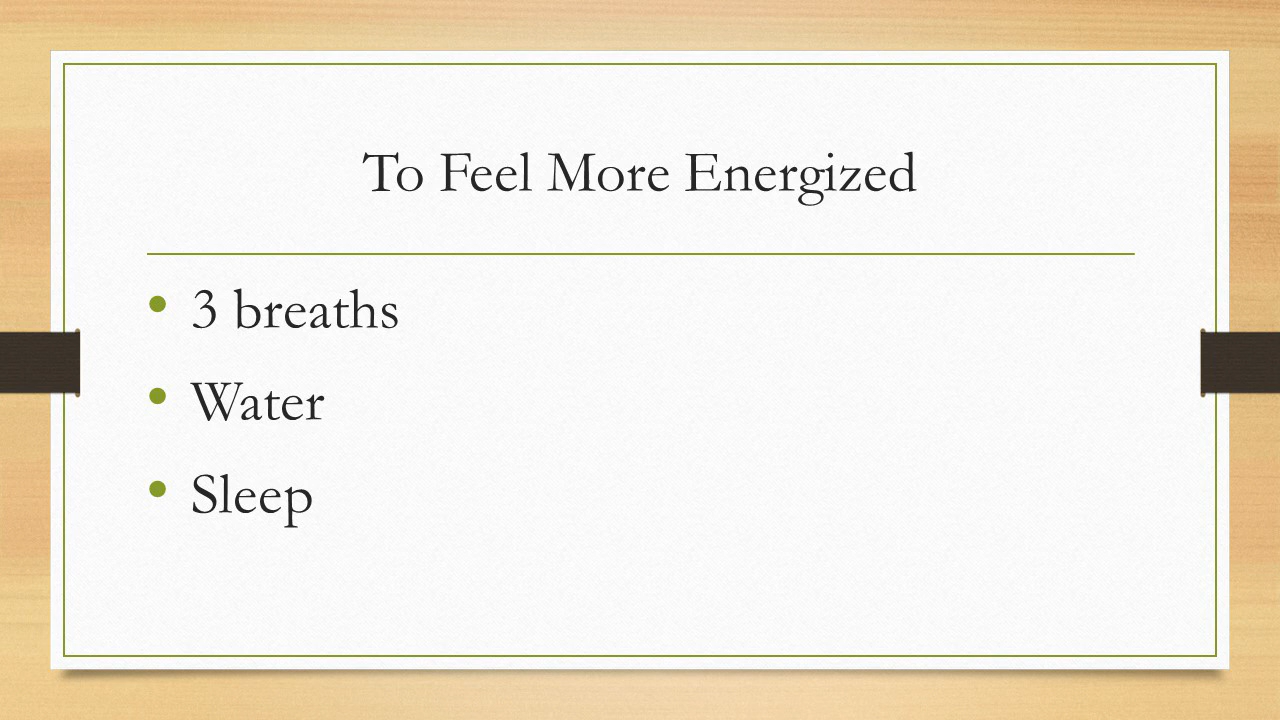 To Feel More Energized
• 3 breaths
• Water
• Sleep